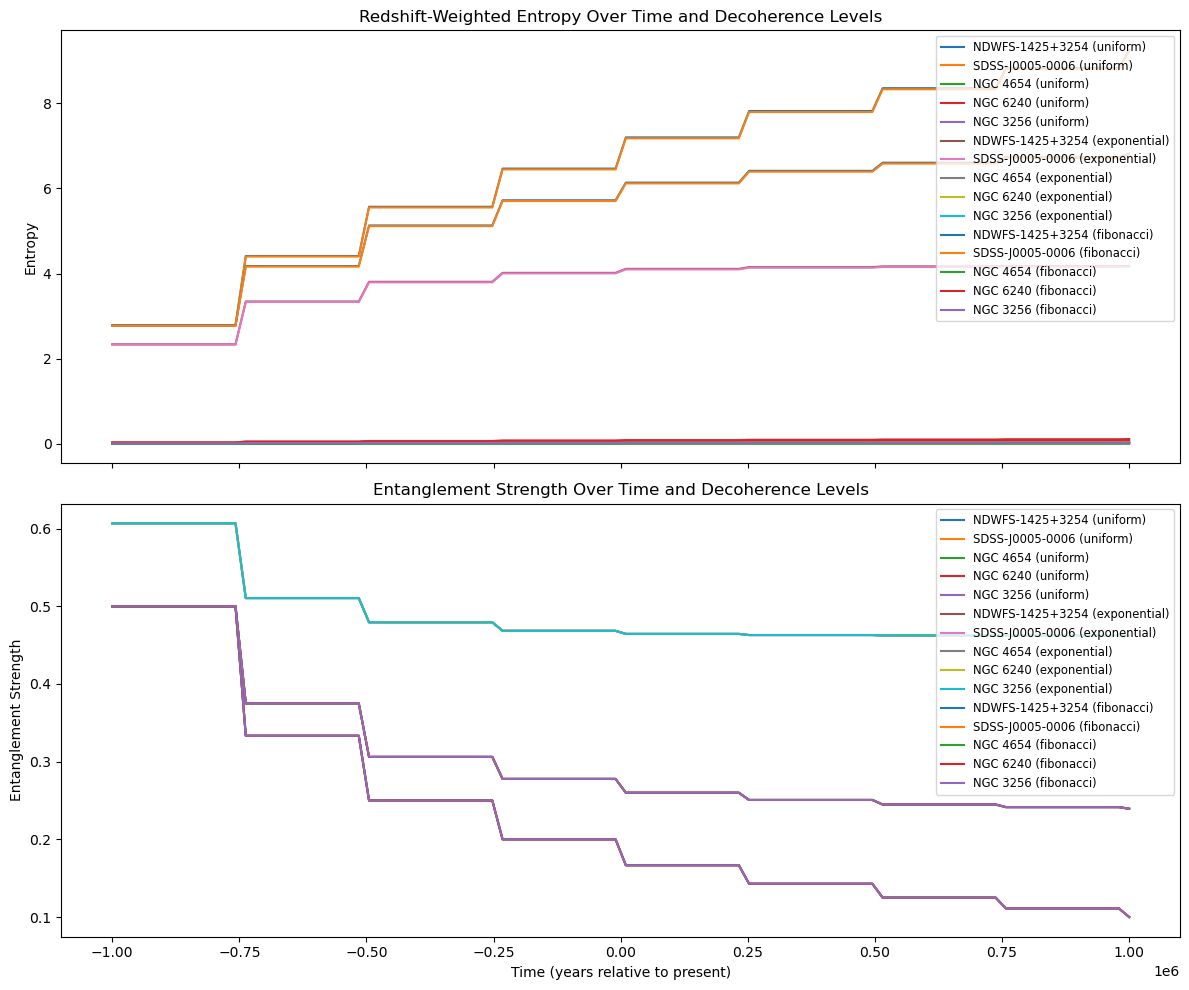 Redshift-Weighted Entropy Over Time and Decoherence Levels
Entropy
8
6
4
2
0
NDWFS-1425+3254 (uniform)
SDSS-J0005-0006 (uniform)
NGC 4654 (uniform)
NGC 6240 (uniform)
NGC 3256 (uniform)
NDWFS-1425+3254 (exponential)
SDSS-J0005-0006 (exponential)
NGC 4654 (exponential)
NGC 6240 (exponential)
NGC 3256 (exponential)
NDWFS-1425+3254 (fibonacci)
SDSS-J0005-0006 (fibonacci)
NGC 4654 (fibonacci)
NGC 6240 (fibonacci)
NGC 3256 (fibonacci)
Entanglement Strength Over Time and Decoherence Levels
Entanglement Strength
0.6
0.5
0.4
0.3
0.2
0.1
NDWFS-1425+3254 (uniform)
SDSS-J0005-0006 (uniform)
NGC 4654 (uniform)
NGC 6240 (uniform)
NGC 3256 (uniform)
NDWFS-1425+3254 (exponential)
SDSS-J0005-0006 (exponential)
NGC 4654 (exponential)
NGC 6240 (exponential)
NGC 3256 (exponential)
NDWFS-1425+3254 (fibonacci)
SDSS-J0005-0006 (fibonacci)
NGC 4654 (fibonacci)
NGC 6240 (fibonacci)
NGC 3256 (fibonacci)
−1.00 −0.75 −0.50 −0.25 0.00 0.25 0.50 0.75 1.00
1e6
Time (years relative to present)